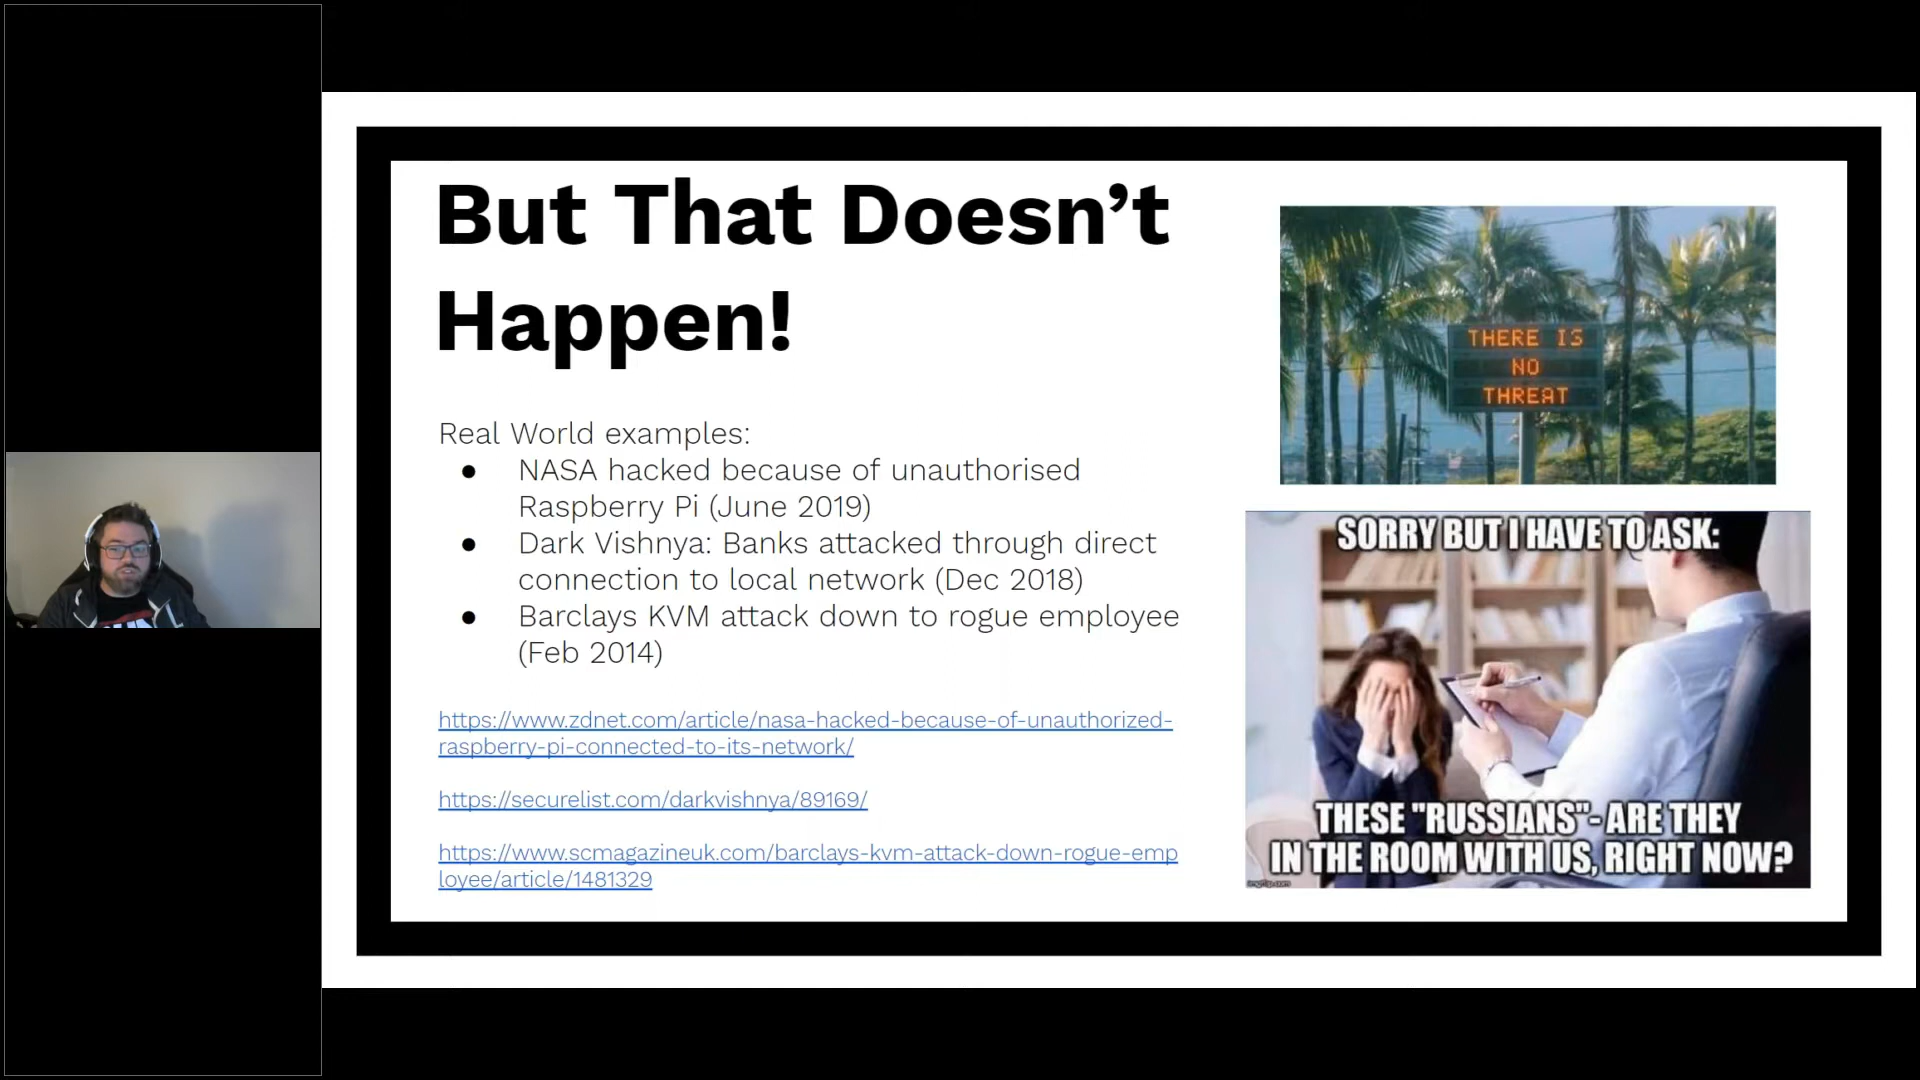 But That Doesn’t
Happen!
Real World examples:
● NASA hacked because of unauthorised
Raspberry Pi (June 2019)
● Dark Vishnya: Banks attacked through direct
connection to local network (Dec 2018)
● Barclays KVM attack down to rogue employee
(Feb 2014)
https://www.zdnet.com/article/nasa-hacked-because-of-unauthorized-
raspberry-pi-connected-to-its-network/
https://securelist.com/darkvishnya/89169/
https://www.scmagazineuk.com/barclays-kvm-attack-down-rogue-emp
loyee/article/1481329
THERE IS
NO
THREAT
SORRY BUT I HAVE TO ASK:
THESE "RUSSIANS"- ARE THEY
IN THE ROOM WITH US, RIGHT NOW?
imgflip.com